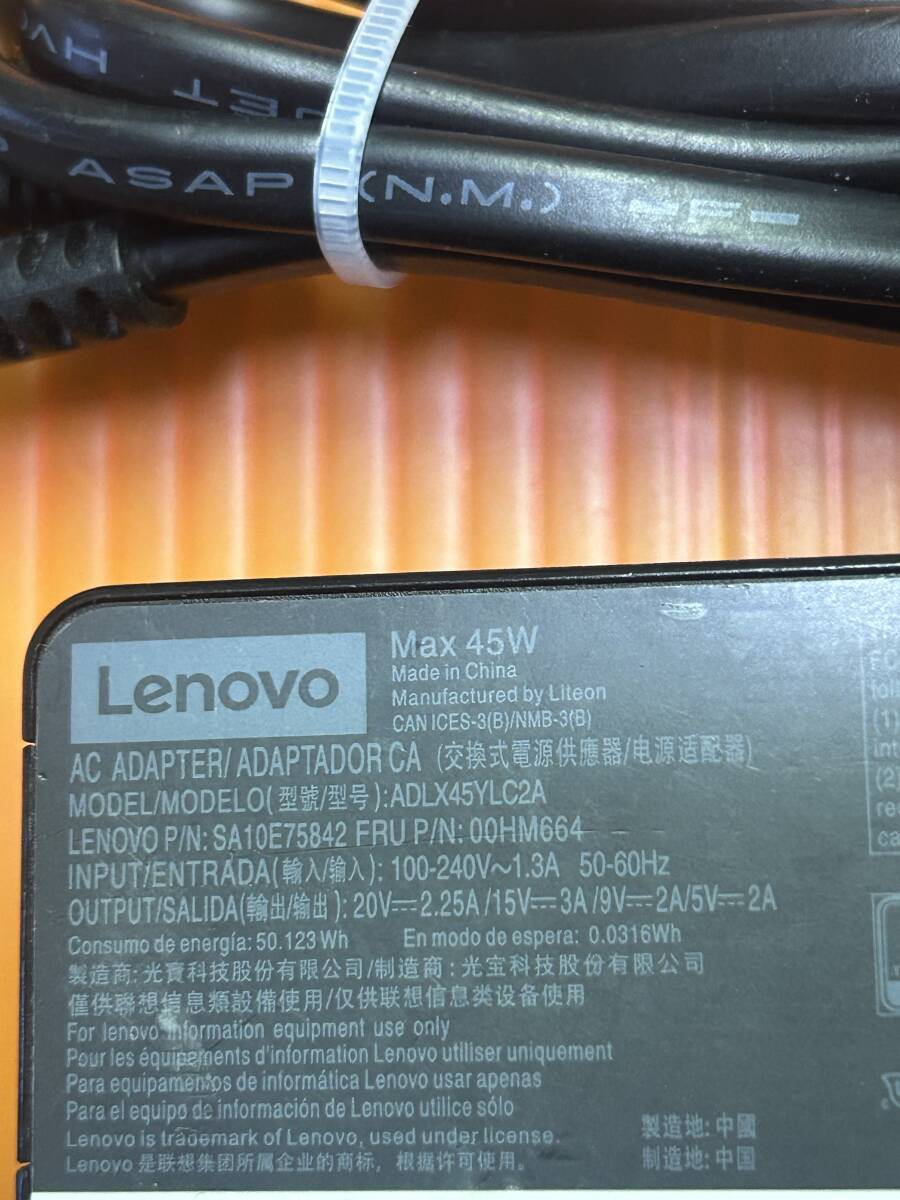 ASAP (N.M.) -F-
Lenovo
Max 45W
Made in China
Manufactured by Liteon
CAN ICES-3(B)/NMB-3(B)
AC ADAPTER/ ADAPTADOR CA (交換式電源供應器/电源适配器)
MODEL/MODELO(型號/型号):ADLX45YLC2A
LENOVO P/N: SA10E75842 FRU P/N: 00HM664
INPUT/ENTRADA(輸入/输入): 100-240V~1.3A 50-60Hz
OUTPUT/SALIDA(輸出/输出): 20V⎓2.25A/15V⎓3A/9V⎓2A/5V⎓2A
Consumo de energía: 50.123 Wh En modo de espera: 0.0316Wh
製造商: 光寶科技股份有限公司/制造商: 光宝科技股份有限公司
僅供聯想信息類設備使用/仅供联想信息类设备使用
For lenovo information equipment use only
Pour les équipements d'information Lenovo utiliser uniquement
Para equipamentos de informática Lenovo usar apenas
Para el equipo de información de Lenovo utilice sólo
Lenovo is trademark of Lenovo, used under license.
Lenovo 是联想集团所属企业的商标，根据许可使用。
製造地: 中國
制造地: 中国
(1)
(2)